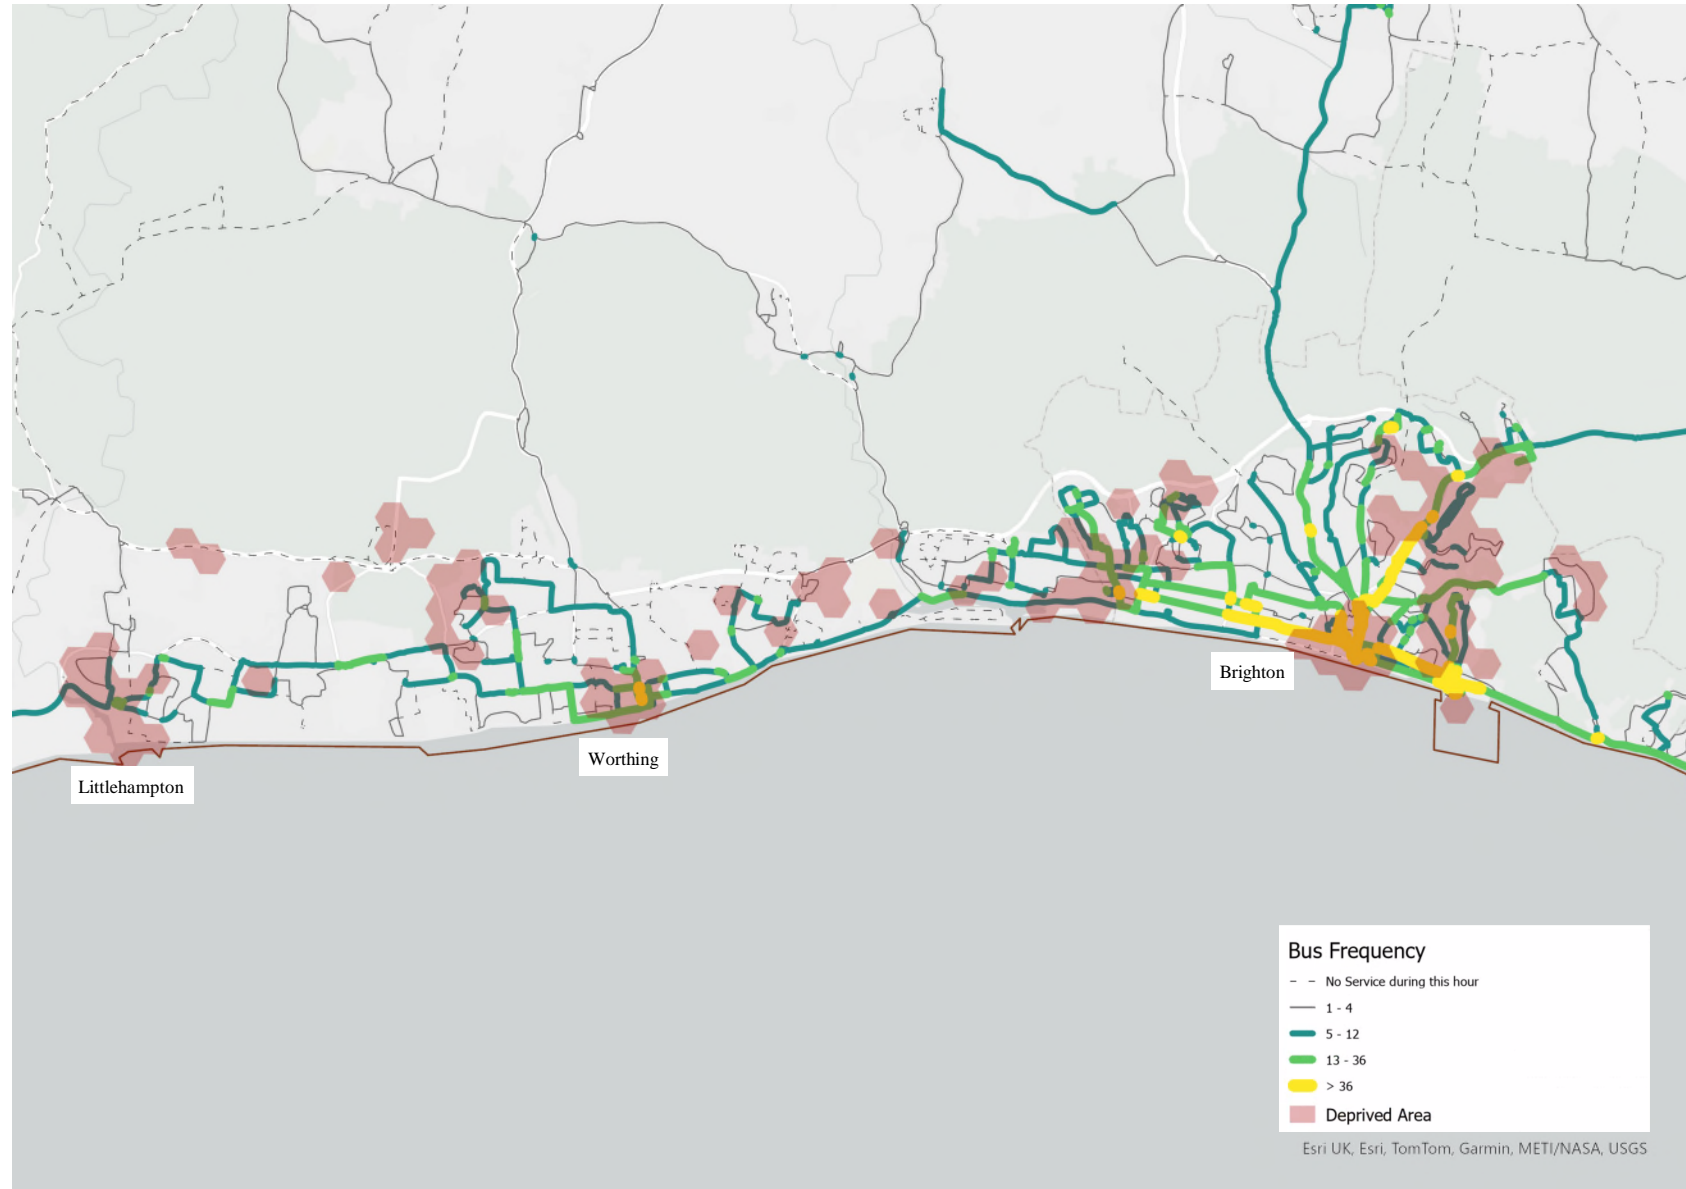 Brighton
Worthing
Littlehampton
Bus Frequency
No Service during this hour
1 - 4
5 - 12
13 - 36
> 36
Deprived Area
Esri UK, Esri, TomTom, Garmin, METI/NASA, USGS